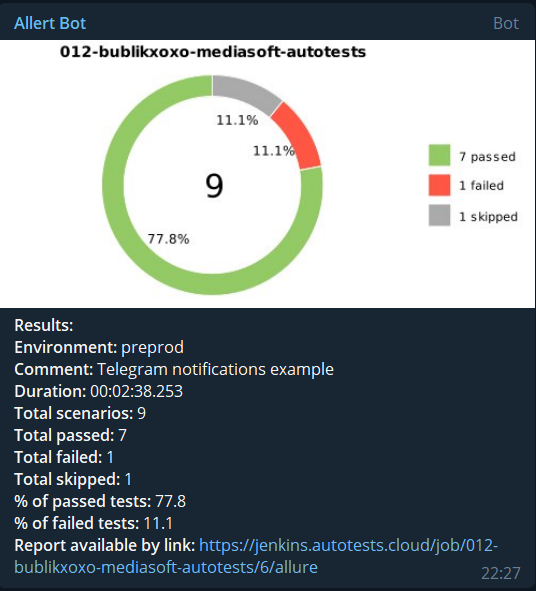 Allert Bot
Bot
012-bublikxoxo-mediasoft-autotests
11.1%
11.1%
9
77.8%
7 passed
1 failed
1 skipped
Results:
Environment: preprod
Comment: Telegram notifications example
Duration: 00:02:38.253
Total scenarios: 9
Total passed: 7
Total failed: 1
Total skipped: 1
% of passed tests: 77.8
% of failed tests: 11.1
Report available by link: https://jenkins.autotests.cloud/job/012-
bublikxoxo-mediasoft-autotests/6/allure
22:27